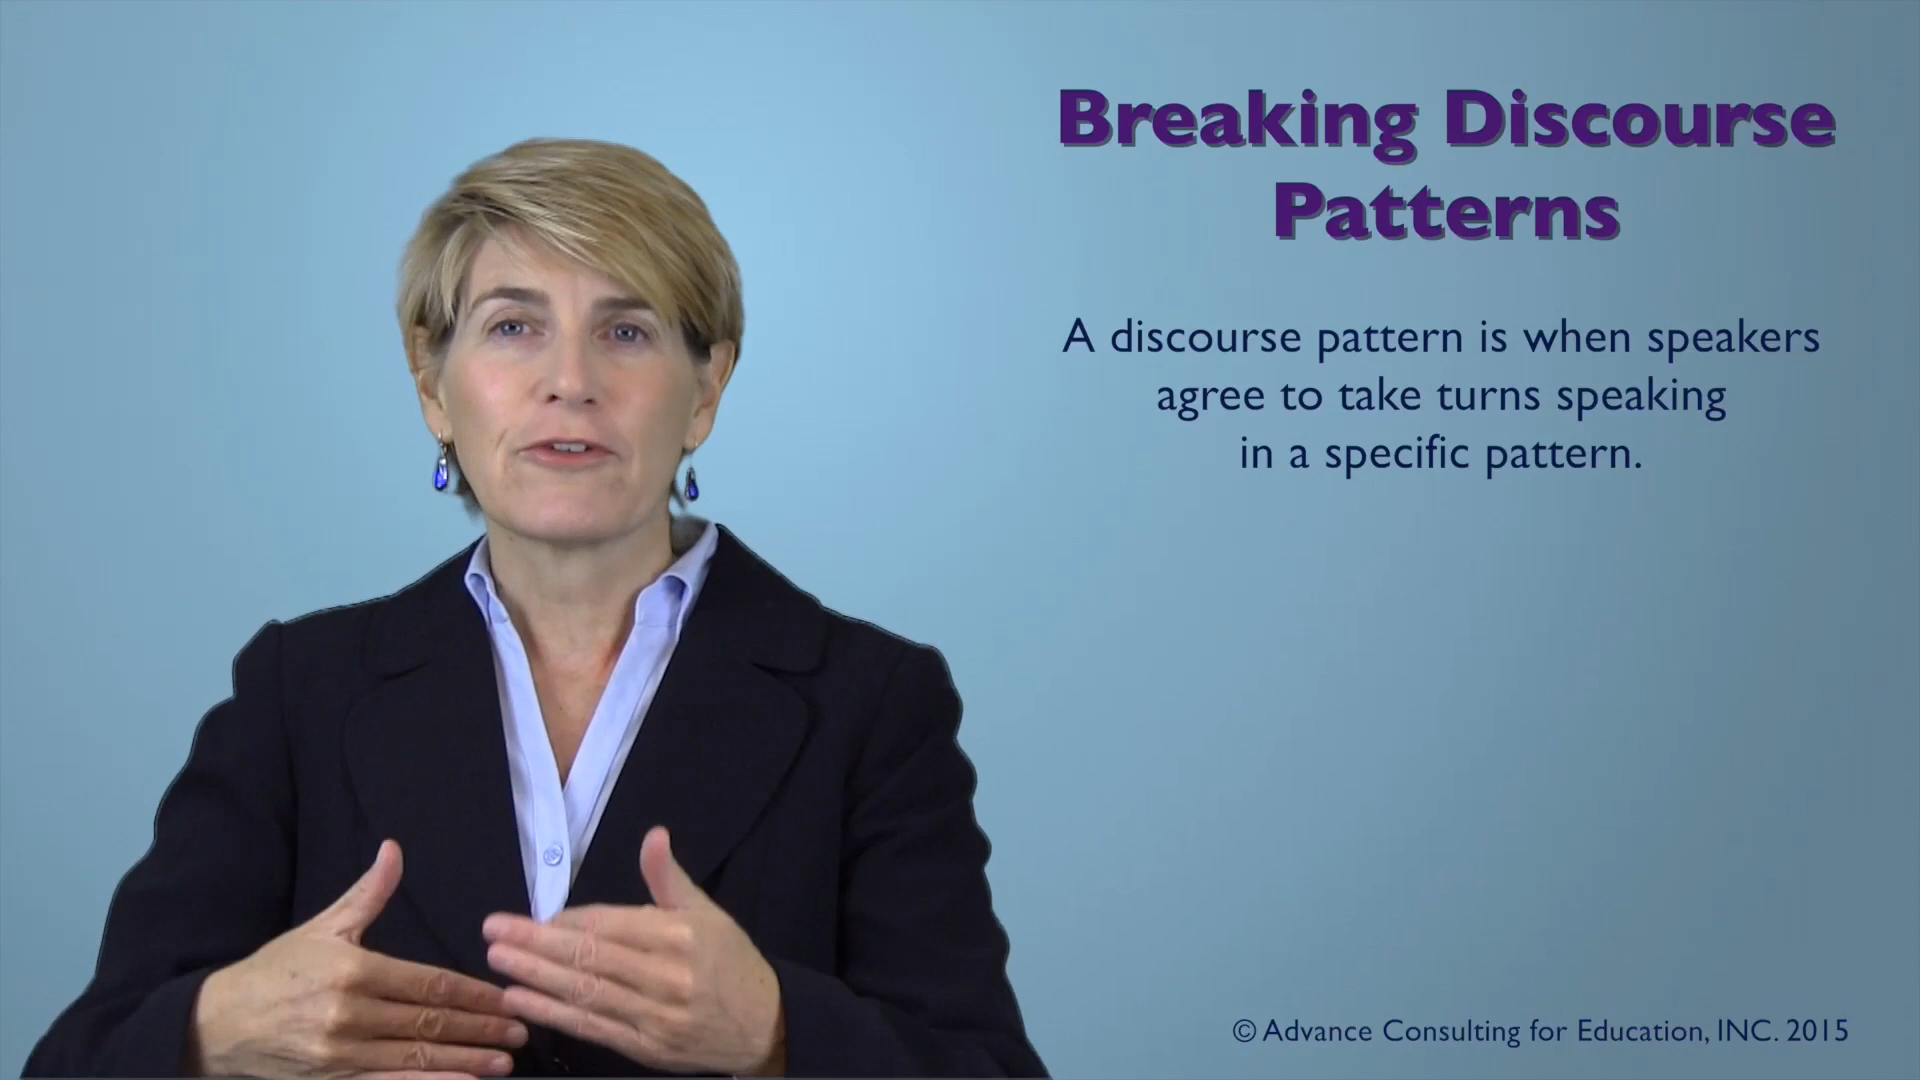 Breaking Discourse
Patterns
A discourse pattern is when speakers
agree to take turns speaking
in a specific pattern.
© Advance Consulting for Education, INC. 2015